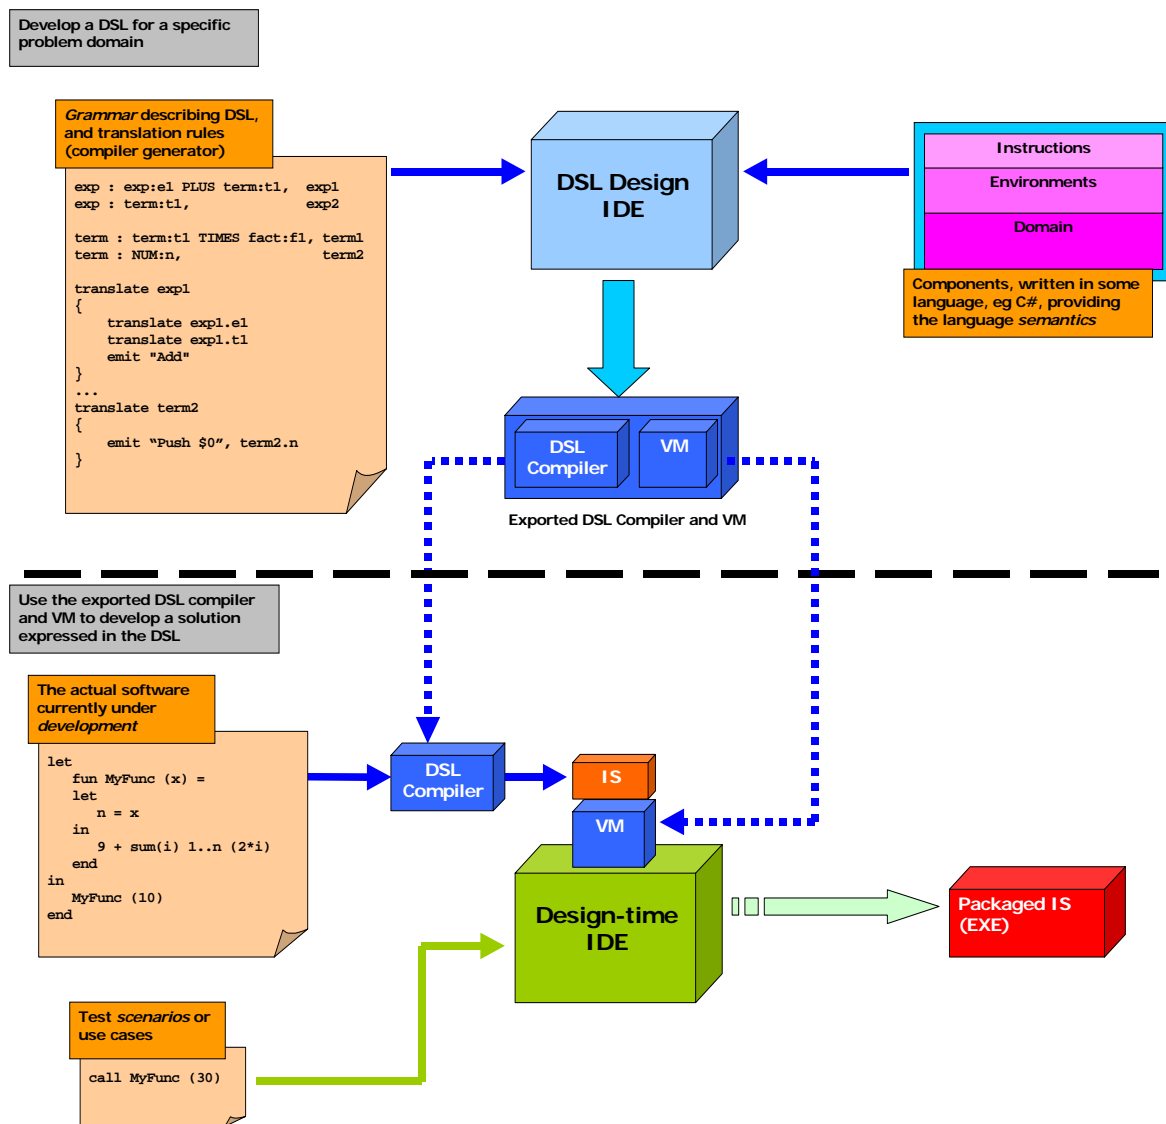 Develop a DSL for a specific
problem domain
Grammar describing DSL,
and translation rules
(compiler generator)
exp : exp:e1 PLUS term:t1,  exp1
exp : term:t1,              exp2
term : term:t1 TIMES fact:f1, term1
term : NUM:n,                 term2
translate exp1
{
    translate exp1.e1
    translate exp1.t1
    emit "Add"
}
...
translate term2
{
    emit “Push $0”, term2.n
}
DSL Design
IDE
Instructions
Environments
Domain
Components, written in some
language, eg C#, providing
the language semantics
DSL
Compiler
VM
Exported DSL Compiler and VM
Use the exported DSL compiler
and VM to develop a solution
expressed in the DSL
The actual software
currently under
development
let
   fun MyFunc (x) =
   let
     n = x
   in
     9 + sum(i) 1..n (2*i)
   end
in
   MyFunc (10)
end
DSL
Compiler
IS
VM
Design-time
IDE
Packaged IS
(EXE)
Test scenarios or
use cases
call MyFunc (30)